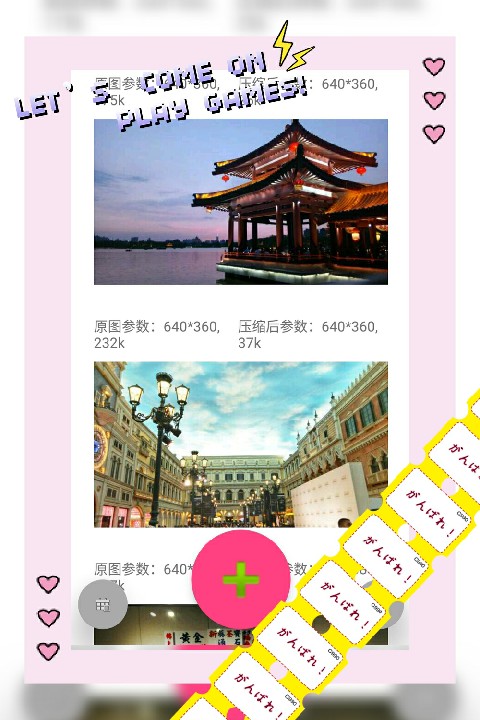 LET'S COME ON
PLAY GAMES!
原图参数：640*360,
压缩后参数：640*360,
原图参数：640*360,
232k
压缩后参数：640*360,
37k
原图参数：640*
黄金
がんばれ！
がんばれ！
がんばれ！
がんばれ！
がんばれ！
がんばれ！